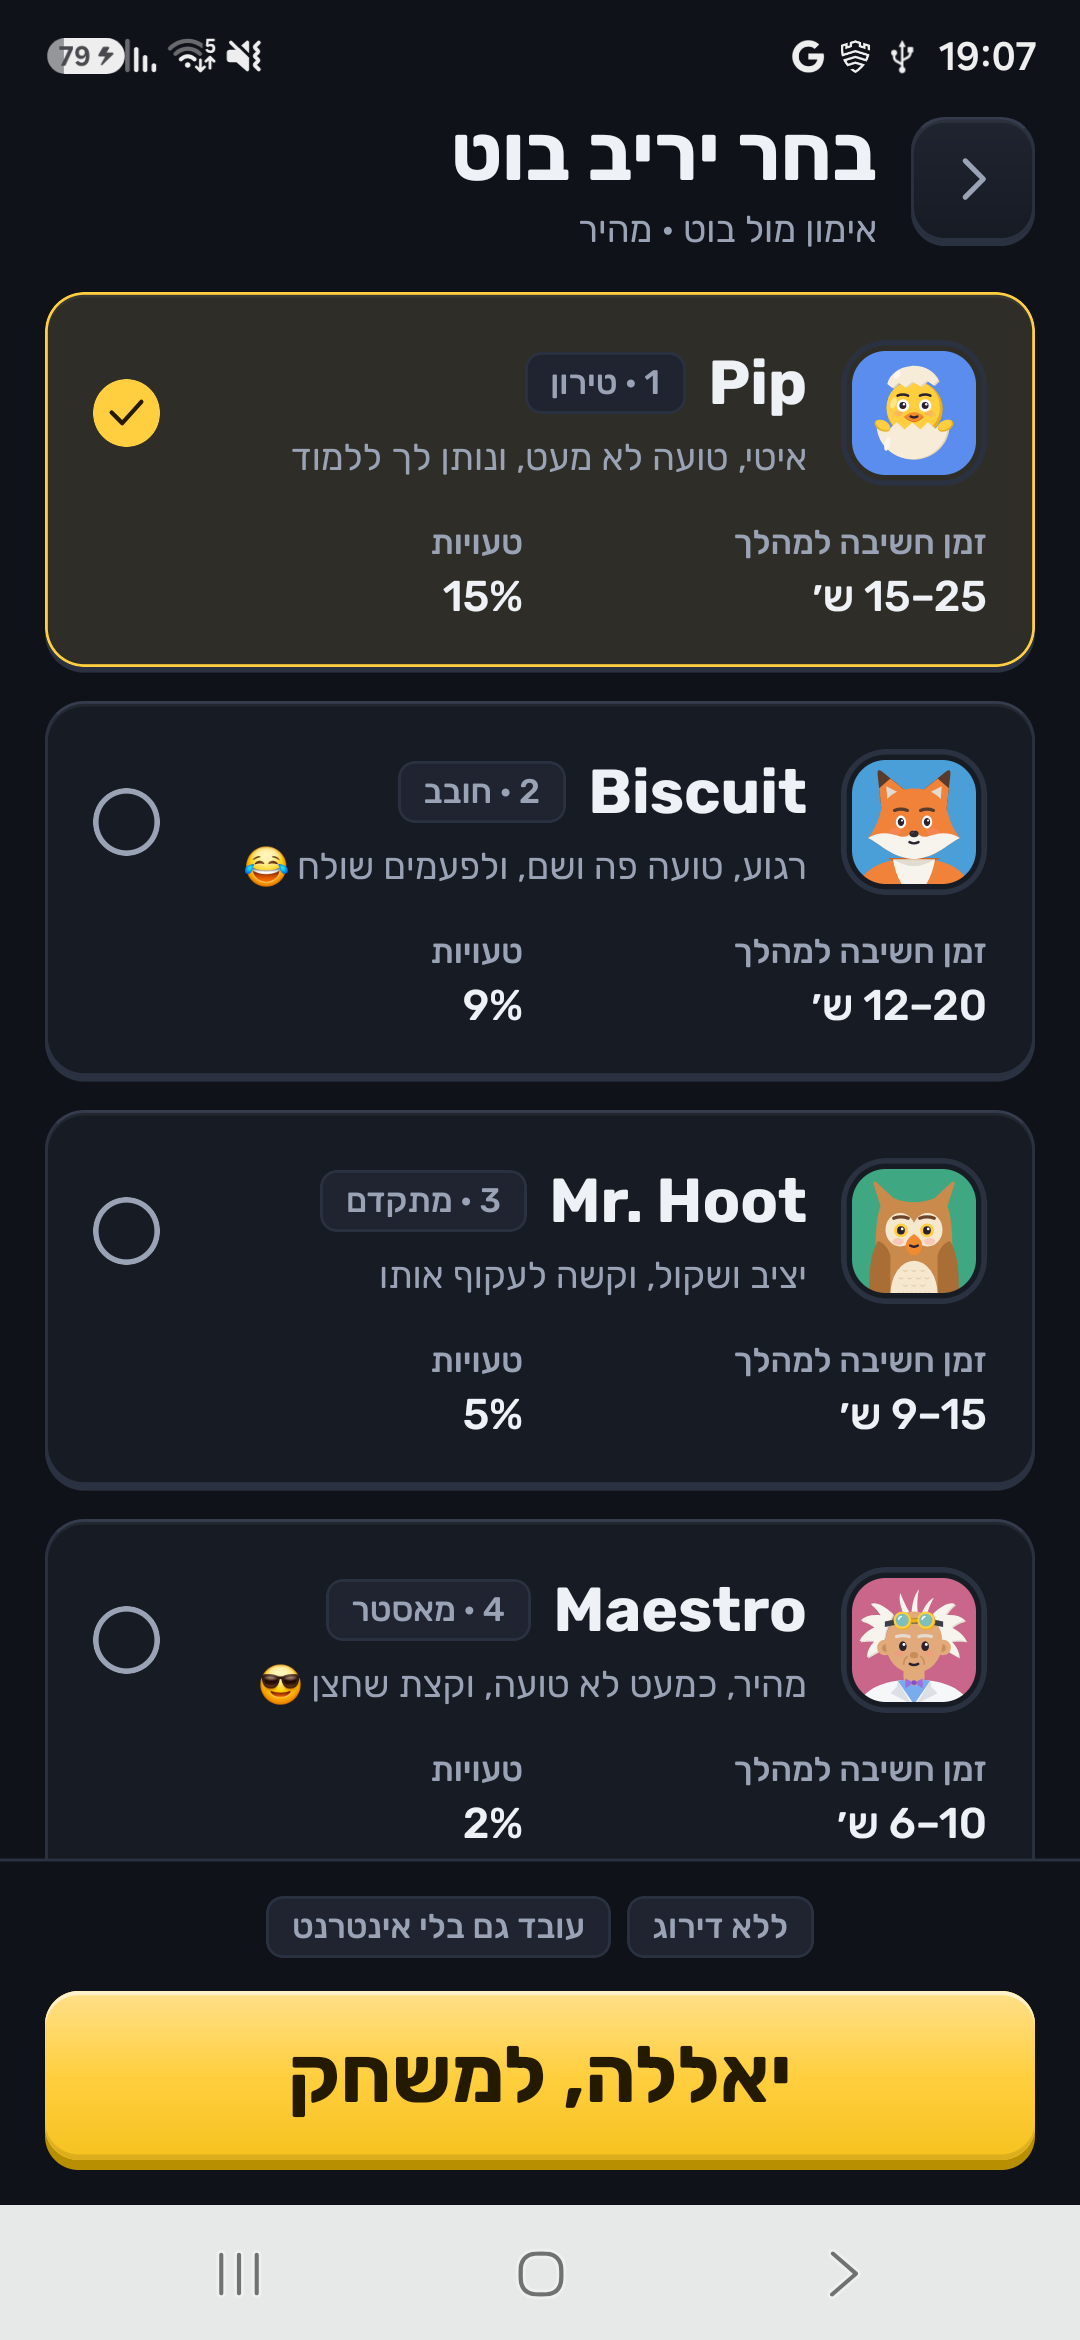 79
5
19:07
בחר יריב בוט
אימון מול בוט • מהיר
Pip
1 • טירון
איטי, טועה לא מעט, ונותן לך ללמוד
זמן חשיבה למהלך
15–25 ש׳
טעויות
15%
Biscuit
2 • חובב
רגוע, טועה פה ושם, ולפעמים שולח 😂
זמן חשיבה למהלך
12–20 ש׳
טעויות
9%
Mr. Hoot
3 • מתקדם
יציב ושקול, וקשה לעקוף אותו
זמן חשיבה למהלך
9–15 ש׳
טעויות
5%
Maestro
4 • מאסטר
מהיר, כמעט לא טועה, וקצת שחצן 😎
זמן חשיבה למהלך
6–10 ש׳
טעויות
2%
ללא דירוג
עובד גם בלי אינטרנט
יאללה, למשחק